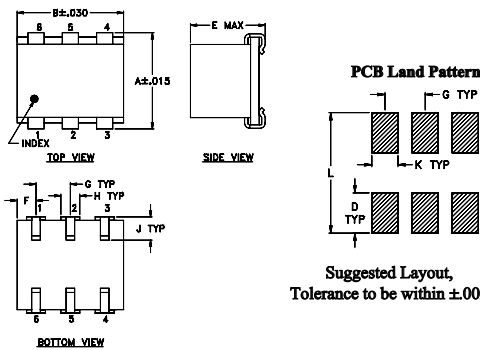 B±.030
6 5 4
A±.015
INDEX
1 2 3
TOP VIEW
E MAX
SIDE VIEW
PCB Land Pattern
G TYP
K TYP
L
D
TYP
Suggested Layout,
Tolerance to be within ±.00
G TYP
H TYP
F
1 2 3
J TYP
6 5 4
BOTTOM VIEW